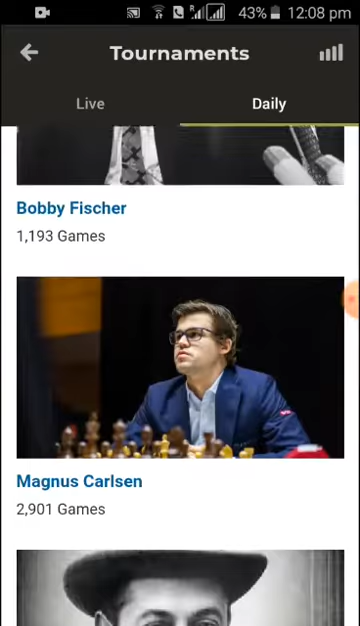 R
43% 12:08 pm
Tournaments
Live Daily
Bobby Fischer
1,193 Games
Magnus Carlsen
2,901 Games